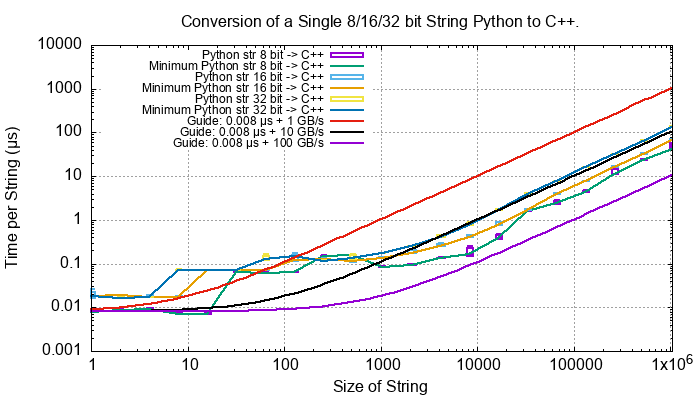 Conversion of a Single 8/16/32 bit String Python to C++.
10000
1000
100
10
1
0.1
0.01
0.001
Time per String (µs)
Python str 8 bit -> C++
Minimum Python str 8 bit -> C++
Python str 16 bit -> C++
Minimum Python str 16 bit -> C++
Python str 32 bit -> C++
Minimum Python str 32 bit -> C++
Guide: 0.008 µs + 1 GB/s
Guide: 0.008 µs + 10 GB/s
Guide: 0.008 µs + 100 GB/s
1 10 100 1000 10000 100000 1x10⁶
Size of String